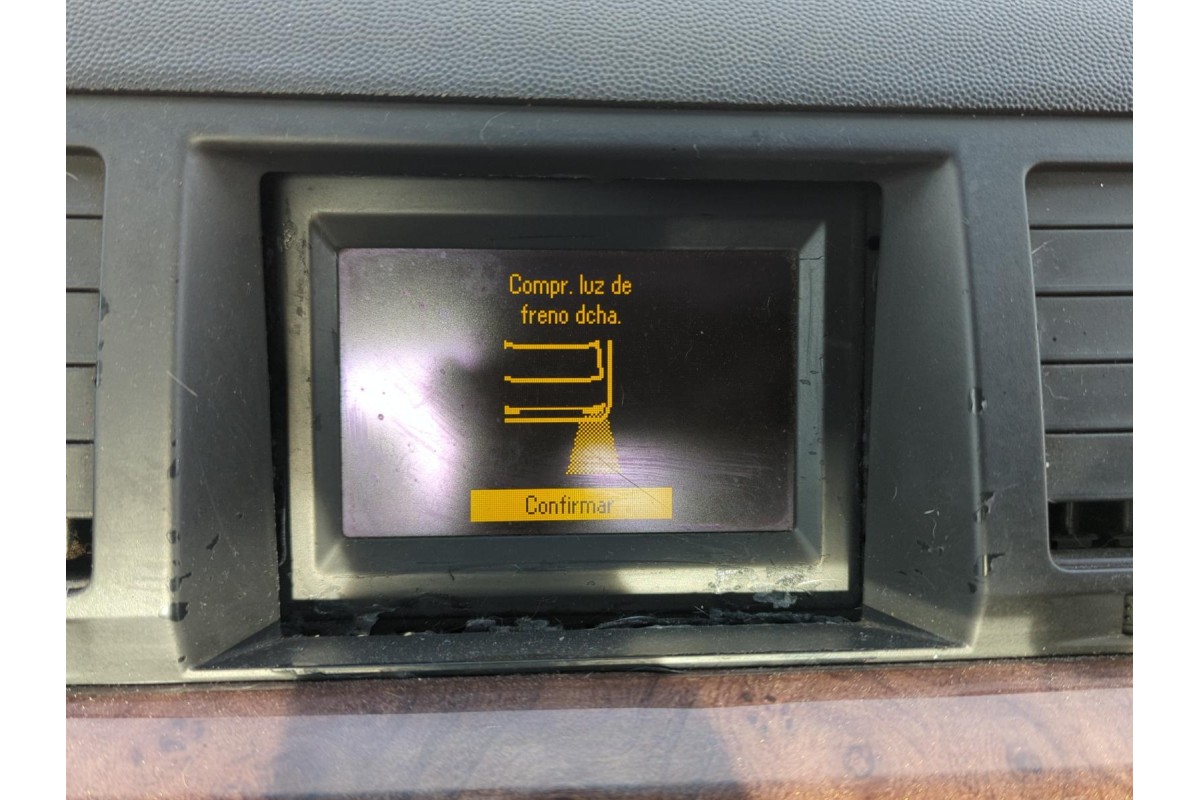 Compr. luz de
freno dcha.
Confirmar